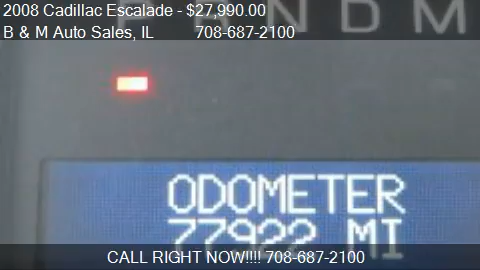 2008 Cadillac Escalade - $27,990.00
B & M Auto Sales, IL 708-687-2100
P R N D M
ODOMETER
77922 MI
CALL RIGHT NOW!!!! 708-687-2100